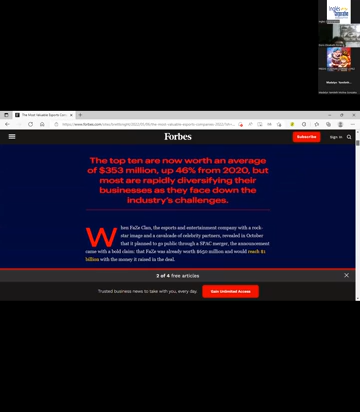 Inglés
Corporativo
The Most Valuable Esports Com
Forbes
Subscribe
Sign In
The top ten are now worth an average
of $353 million, up 46% from 2020, but
most are rapidly diversifying their
businesses as they face down the
industry's challenges.
When FaZe Clan, the esports and entertainment company with a rock-
star image and a cavalcade of celebrity partners, revealed in October
that it planned to go public through a SPAC merger, the announcement
came with a bold claim: that FaZe was already worth $650 million and would reach $1
billion with the money it raised in the deal.
2 of 4 free articles
Trusted business news to take with you, every day.
Gain Unlimited Access